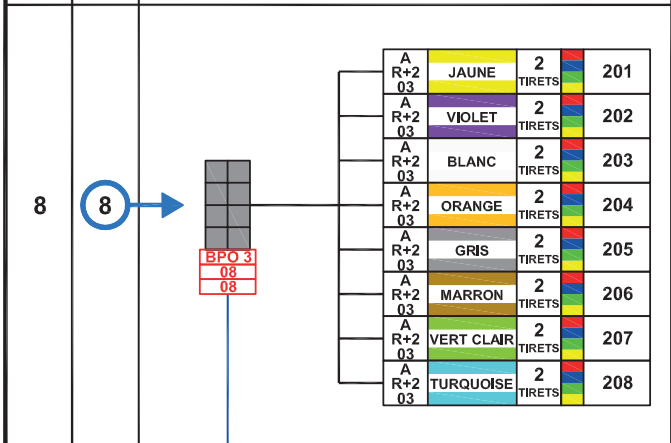 8
8
BPO 3
08
08
A
R+2
03
JAUNE
2
TIRETS
201
A
R+2
03
VIOLET
2
TIRETS
202
A
R+2
03
BLANC
2
TIRETS
203
A
R+2
03
ORANGE
2
TIRETS
204
A
R+2
03
GRIS
2
TIRETS
205
A
R+2
03
MARRON
2
TIRETS
206
A
R+2
03
VERT CLAIR
2
TIRETS
207
A
R+2
03
TURQUOISE
2
TIRETS
208